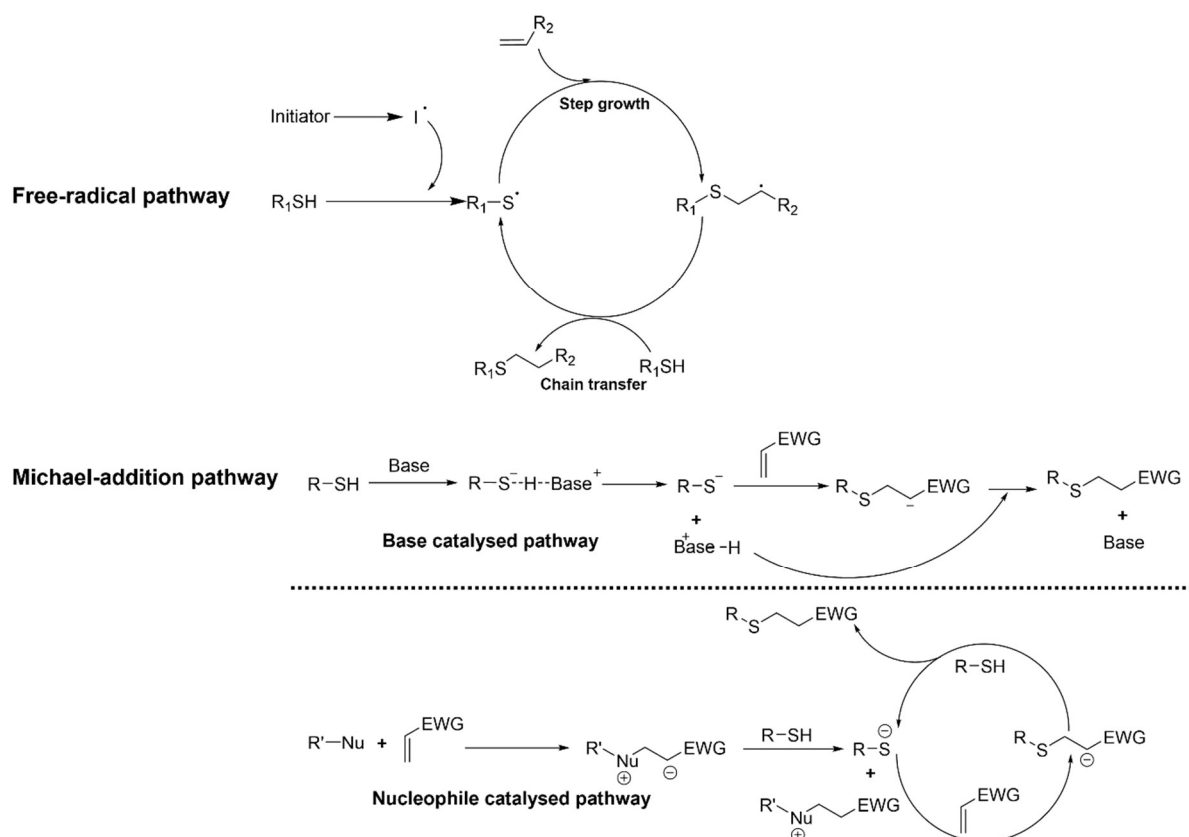 R₂
Step growth
Initiator
I•
Free-radical pathway
R₁SH
R₁–S•
R₁ S • R₂
R₁S R₂
R₁SH
Chain transfer
Michael-addition pathway
R–SH
Base
R–S⁻--H--Base⁺
R–S⁻
EWG
R S – EWG
R S EWG
+
Base⁺–H
+
Base
Base catalysed pathway
R S EWG
R–SH
R'–Nu + EWG
R' Nu ⊕ ⊖ EWG
R–SH
R–S⊖
R S ⊖ EWG
+
Nucleophile catalysed pathway
R' Nu ⊕ EWG
EWG